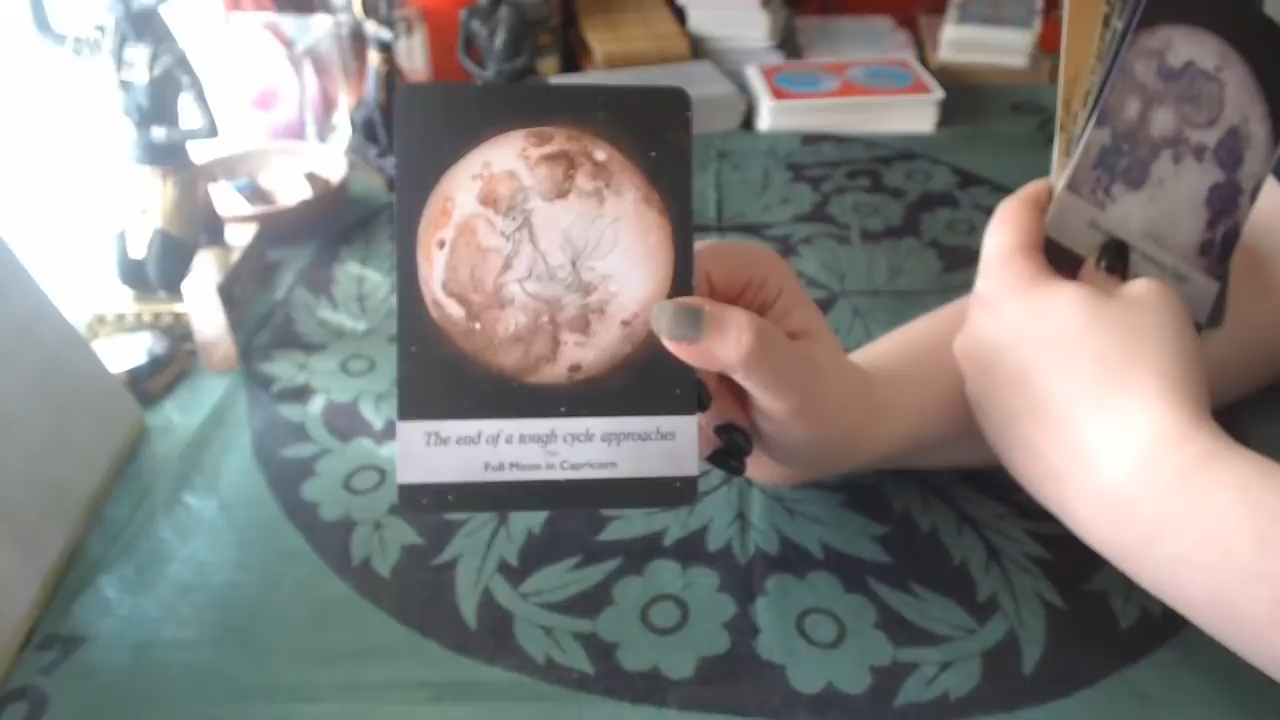 The end of a tough cycle approaches
Full Moon in Capricorn